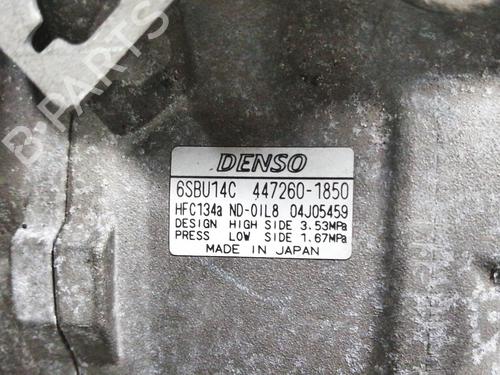 B-PARTS
DENSO
6SBU14C 447260-1850
HFC134a ND-OIL8 04J05459
DESIGN HIGH SIDE 3.53MPa
PRESS LOW SIDE 1.67MPa
MADE IN JAPAN